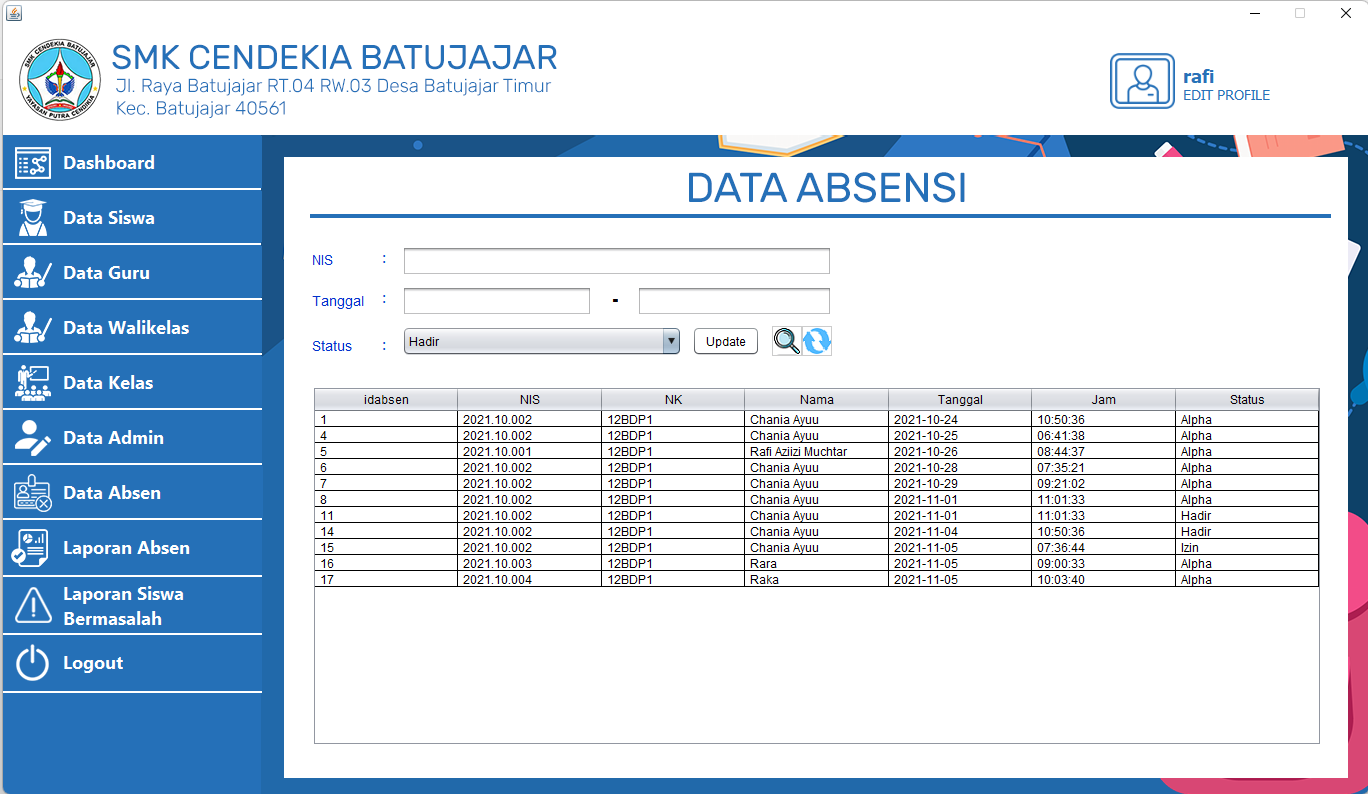 SMK CENDEKIA BATUJAJAR
YAYASAN PUTRA CENDIKIA
SMK CENDEKIA BATUJAJAR
Jl. Raya Batujajar RT.04 RW.03 Desa Batujajar Timur
Kec. Batujajar 40561
rafi
EDIT PROFILE
Dashboard
Data Siswa
Data Guru
Data Walikelas
Data Kelas
Data Admin
Data Absen
Laporan Absen
Laporan Siswa
Bermasalah
Logout
DATA ABSENSI
NIS :
Tanggal : -
Status : Hadir Update
idabsen NIS NK Nama Tanggal Jam Status
1 2021.10.002 12BDP1 Chania Ayuu 2021-10-24 10:50:36 Alpha
4 2021.10.002 12BDP1 Chania Ayuu 2021-10-25 06:41:38 Alpha
5 2021.10.001 12BDP1 Rafi Aziizi Muchtar 2021-10-26 08:44:37 Alpha
6 2021.10.002 12BDP1 Chania Ayuu 2021-10-28 07:35:21 Alpha
7 2021.10.002 12BDP1 Chania Ayuu 2021-10-29 09:21:02 Alpha
8 2021.10.002 12BDP1 Chania Ayuu 2021-11-01 11:01:33 Alpha
11 2021.10.002 12BDP1 Chania Ayuu 2021-11-01 11:01:33 Hadir
14 2021.10.002 12BDP1 Chania Ayuu 2021-11-04 10:50:36 Hadir
15 2021.10.002 12BDP1 Chania Ayuu 2021-11-05 07:36:44 Izin
16 2021.10.003 12BDP1 Rara 2021-11-05 09:00:33 Alpha
17 2021.10.004 12BDP1 Raka 2021-11-05 10:03:40 Alpha